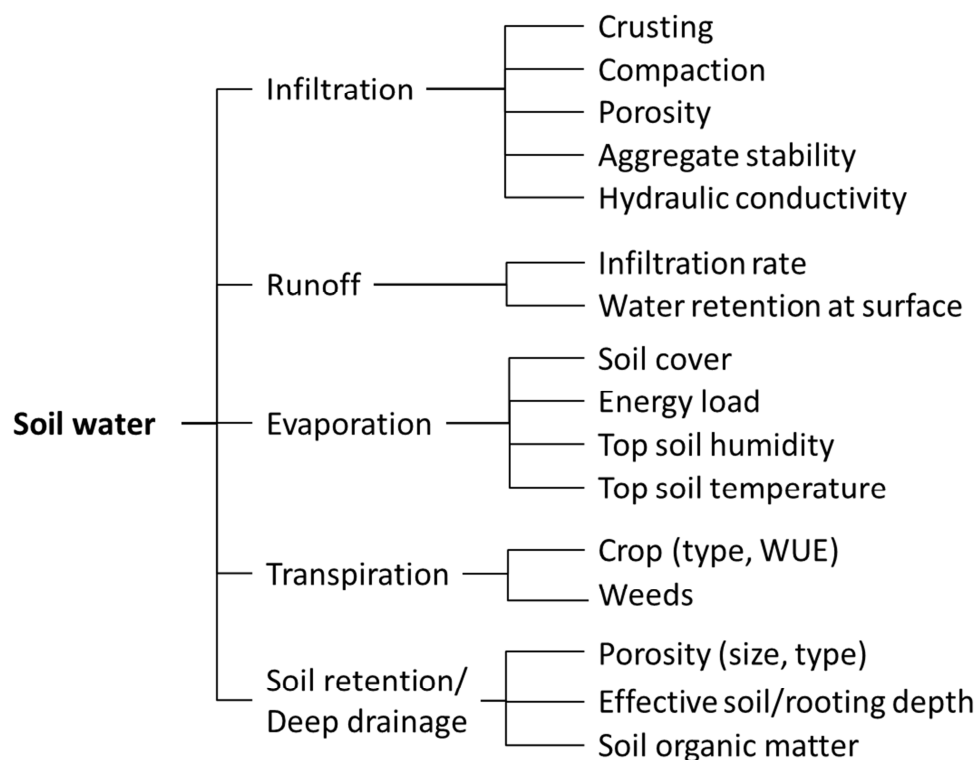 Soil water
Infiltration
Crusting
Compaction
Porosity
Aggregate stability
Hydraulic conductivity
Runoff
Infiltration rate
Water retention at surface
Evaporation
Soil cover
Energy load
Top soil humidity
Top soil temperature
Transpiration
Crop (type, WUE)
Weeds
Soil retention/
Deep drainage
Porosity (size, type)
Effective soil/rooting depth
Soil organic matter